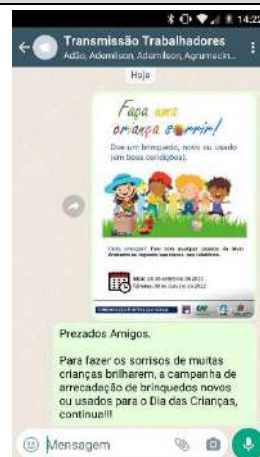 14:22
Transmissão Trabalhadores
Adão, Ademilson, Ademilson, Agrumacin...
Hoje
Faça uma
criança sorrir!
Doe um brinquedo, novo ou usado
(em boas condições).
Prezados Amigos,
Para fazer os sorrisos de muitas
crianças brilharem, a campanha de
arrecadação de brinquedos novos
ou usados para o Dia das Crianças,
continua!!!
Mensagem